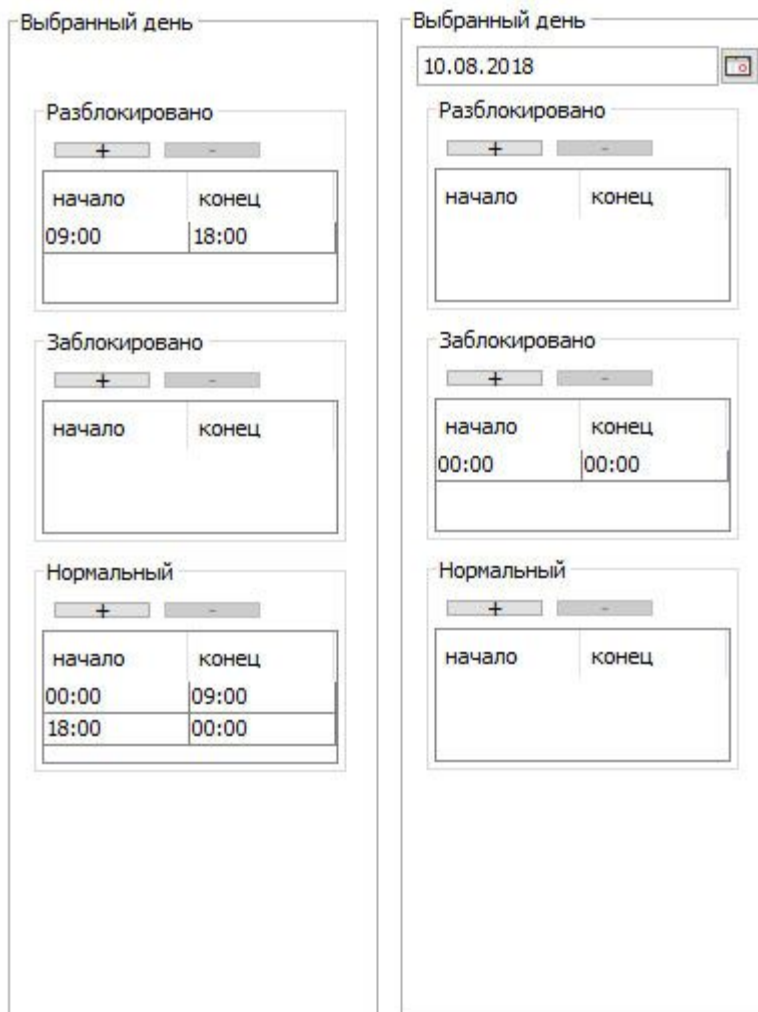 Выбранный день
Разблокировано
+ -
начало конец
09:00 18:00
Заблокировано
+ -
начало конец
Нормальный
+ -
начало конец
00:00 09:00
18:00 00:00
Выбранный день
10.08.2018
Разблокировано
+ -
начало конец
Заблокировано
+ -
начало конец
00:00 00:00
Нормальный
+ -
начало конец